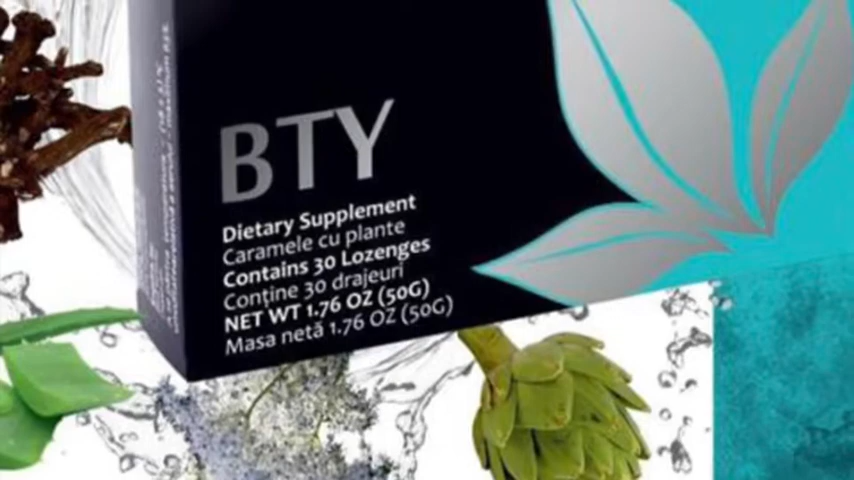 BTY
Dietary Supplement
Caramele cu plante
Contains 30 Lozenges
Conține 30 drajeuri
NET WT 1.76 OZ (50G)
Masa netă 1.76 OZ (50G)